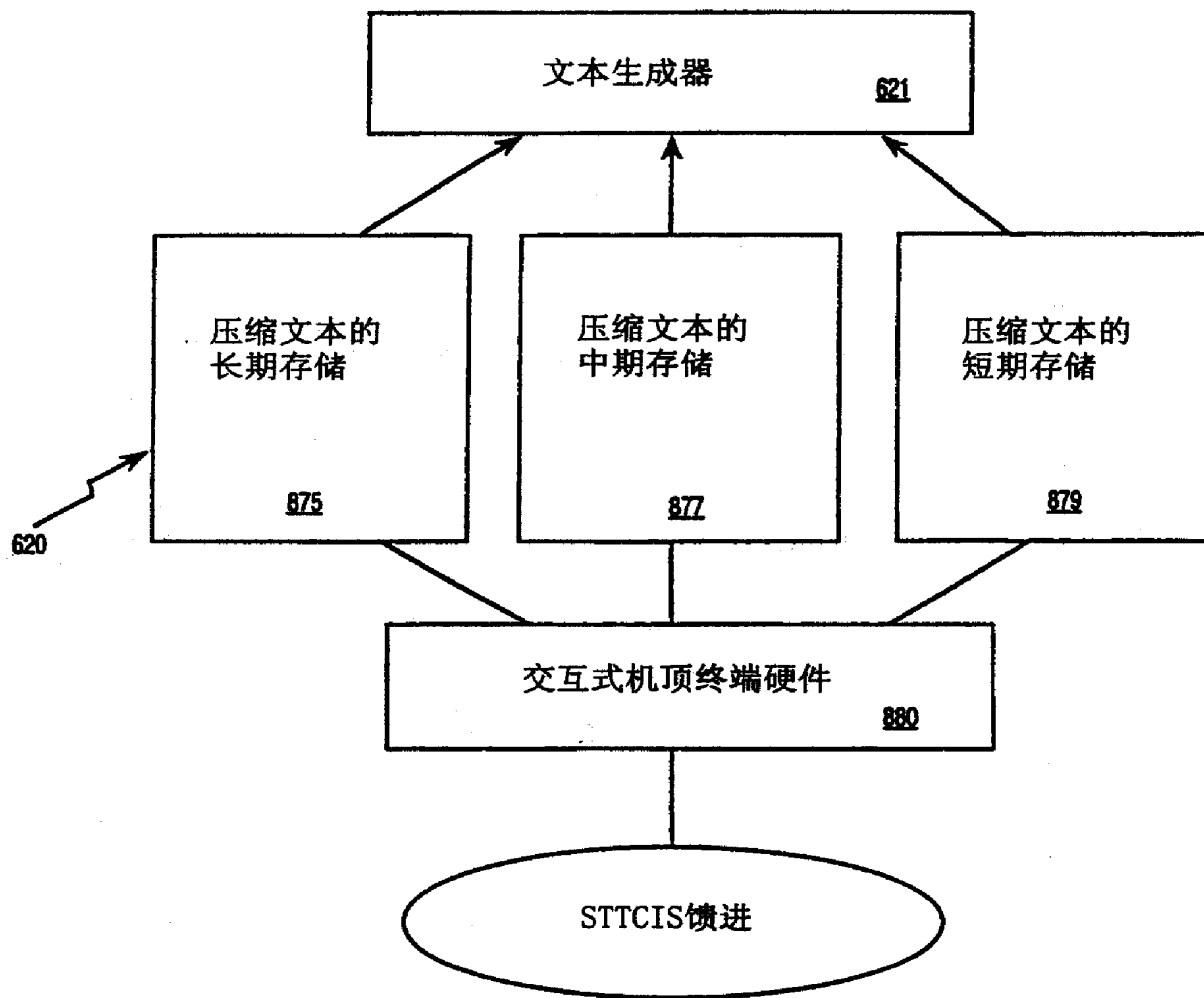 文本生成器
621
压缩文本的
长期存储
875
压缩文本的
中期存储
877
压缩文本的
短期存储
879
620
交互式机顶终端硬件
880
STTCIS馈进